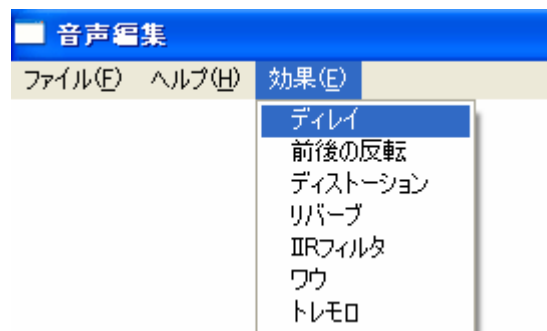 音声編集
ファイル(F) ヘルプ(H) 効果(E)
ディレイ
前後の反転
ディストーション
リバーブ
IIRフィルタ
ワウ
トレモロ